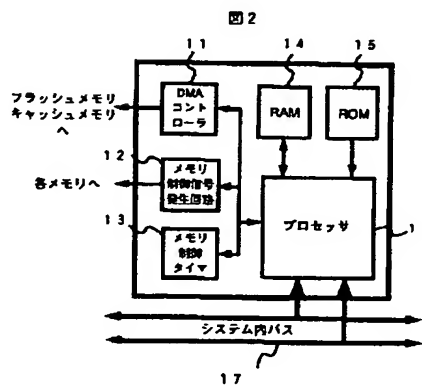 図2
11
14
15
DMA
コント
ローラ
RAM
ROM
フラッシュメモリ
キャッシュメモリ
へ
12
メモリ
制御信号
発生回路
各メモリへ
13
メモリ
制御
タイマ
プロセッサ
1
システム内バス
17